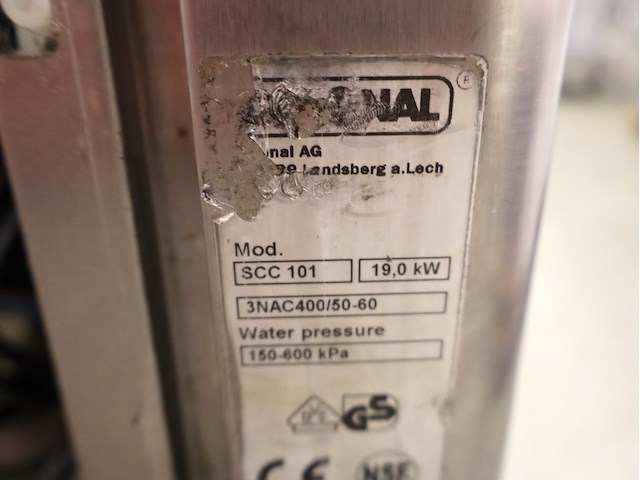 NAL ®
onal AG
99 Landsberg a.Lech
Mod.
SCC 101 19,0 kW
3NAC400/50-60
Water pressure
150-600 kPa
GS
CE NSF